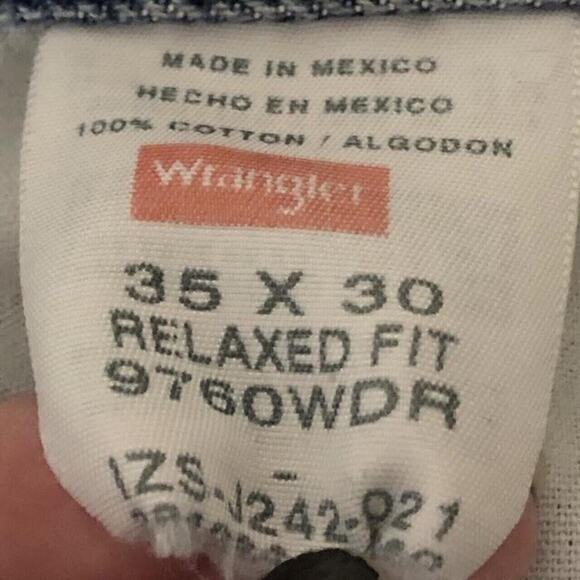 MADE IN MEXICO
HECHO EN MEXICO
100% COTTON / ALGODON
Wrangler
35 X 30
RELAXED FIT
9760WDR